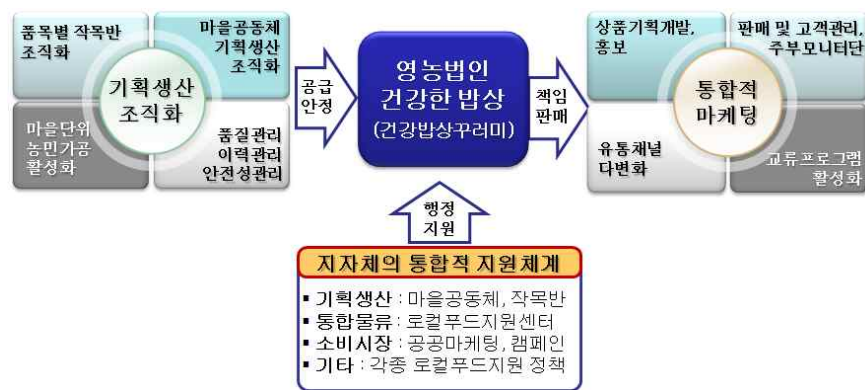 품목별 작목반
조직화
마을공동체
기획생산
조직화
기획생산
조직화
마을단위
농민가공
활성화
품질관리
이력관리
안전성관리
공급
안정
영농법인
건강한 밥상
(건강밥상꾸러미)
책임
판매
상품기획개발,
홍보
판매 및 고객관리,
주부모니터단
통합적
마케팅
유통채널
다변화
교류프로그램
활성화
행정
지원
지자체의 통합적 지원체계
▪ 기획생산 : 마을공동체, 작목반
▪ 통합물류 : 로컬푸드지원센터
▪ 소비시장 : 공공마케팅, 캠페인
▪ 기타 : 각종 로컬푸드지원 정책